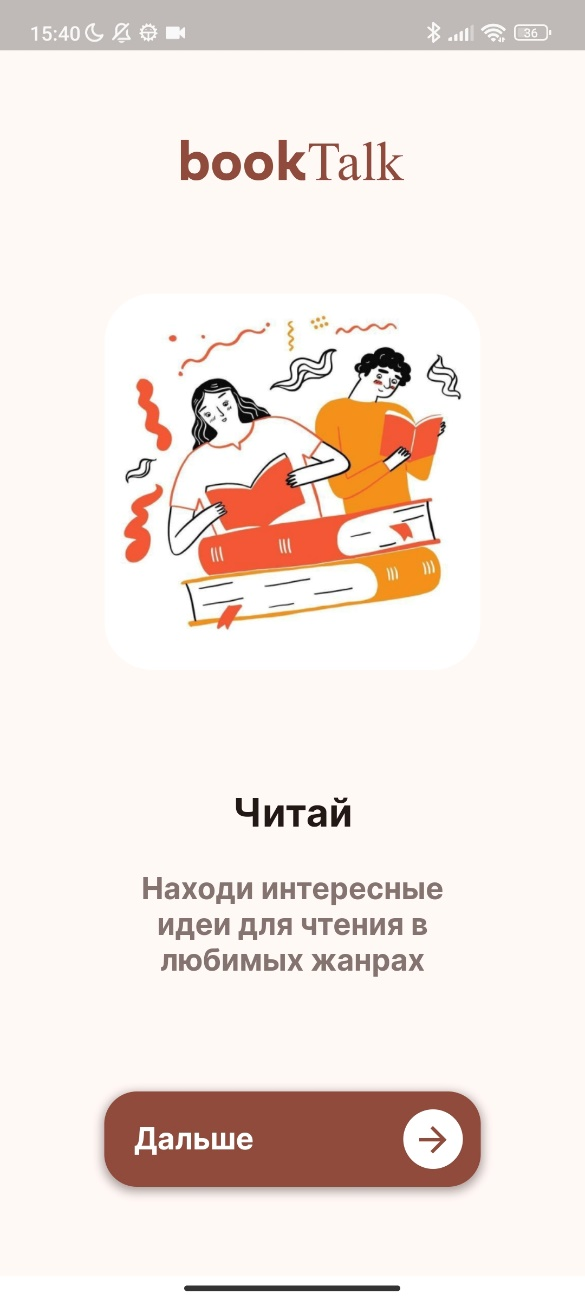 15:40
36
bookTalk
Читай
Находи интересные
идеи для чтения в
любимых жанрах
Дальше